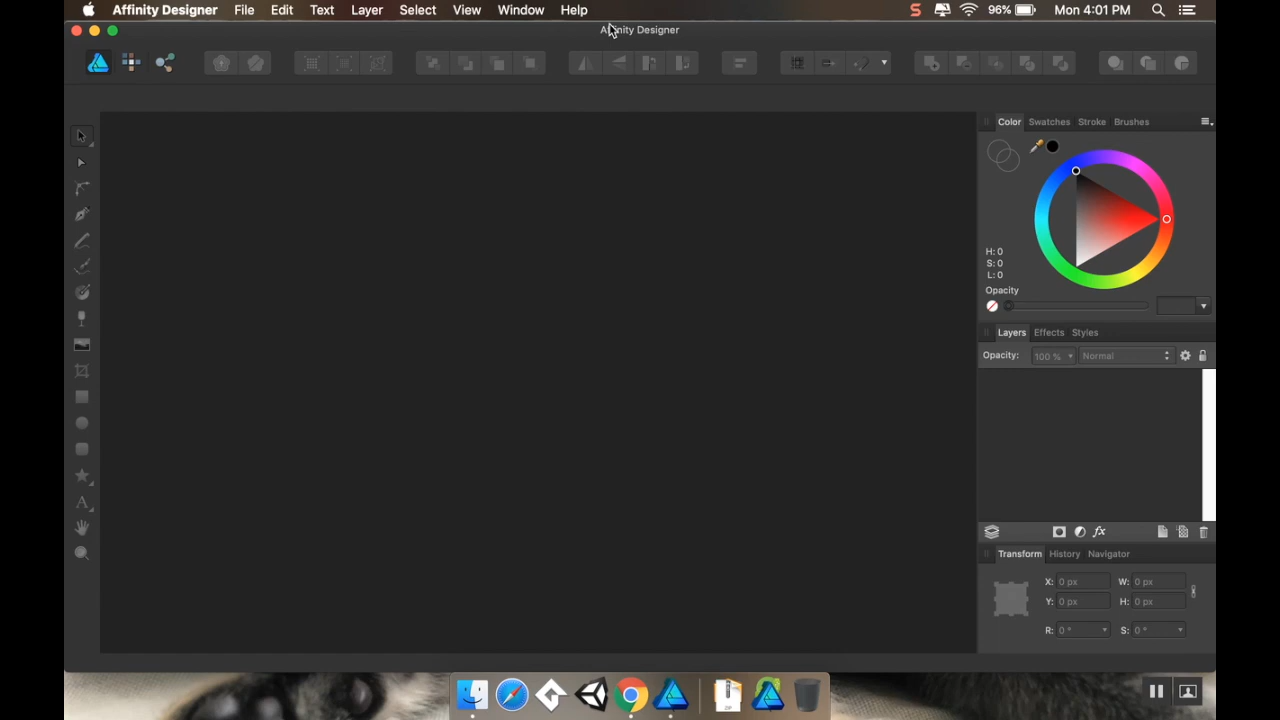 Affinity Designer File Edit Text Layer Select View Window Help S 96% Mon 4:01 PM
Affinity Designer
Color Swatches Stroke Brushes
H: 0
S: 0
L: 0
Opacity
Layers Effects Styles
Opacity: 100 % Normal
fx
Transform History Navigator
X: 0 px W: 0 px
Y: 0 px H: 0 px
R: 0 ° S: 0 °
A
ZIP